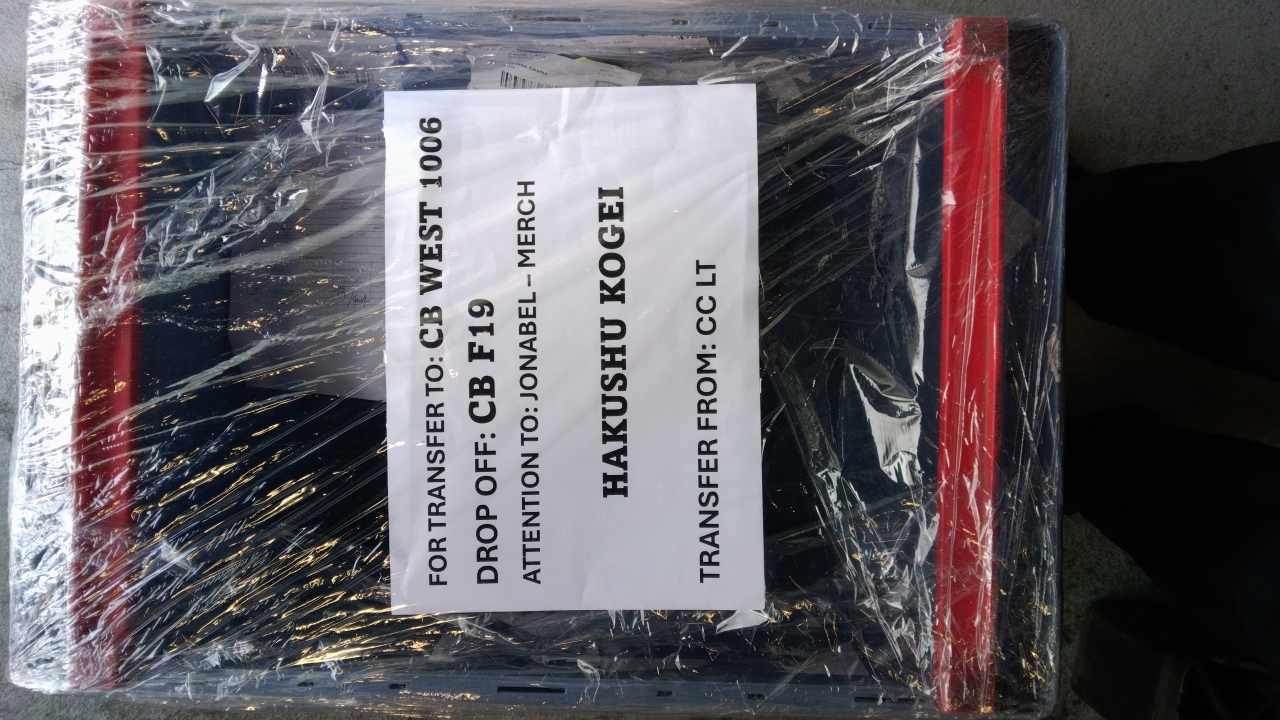 FOR TRANSFER TO: CB WEST 1006
DROP OFF: CB F19
ATTENTION TO: JONABEL – MERCH
HAKUSHU KOGEI
TRANSFER FROM: CC LT